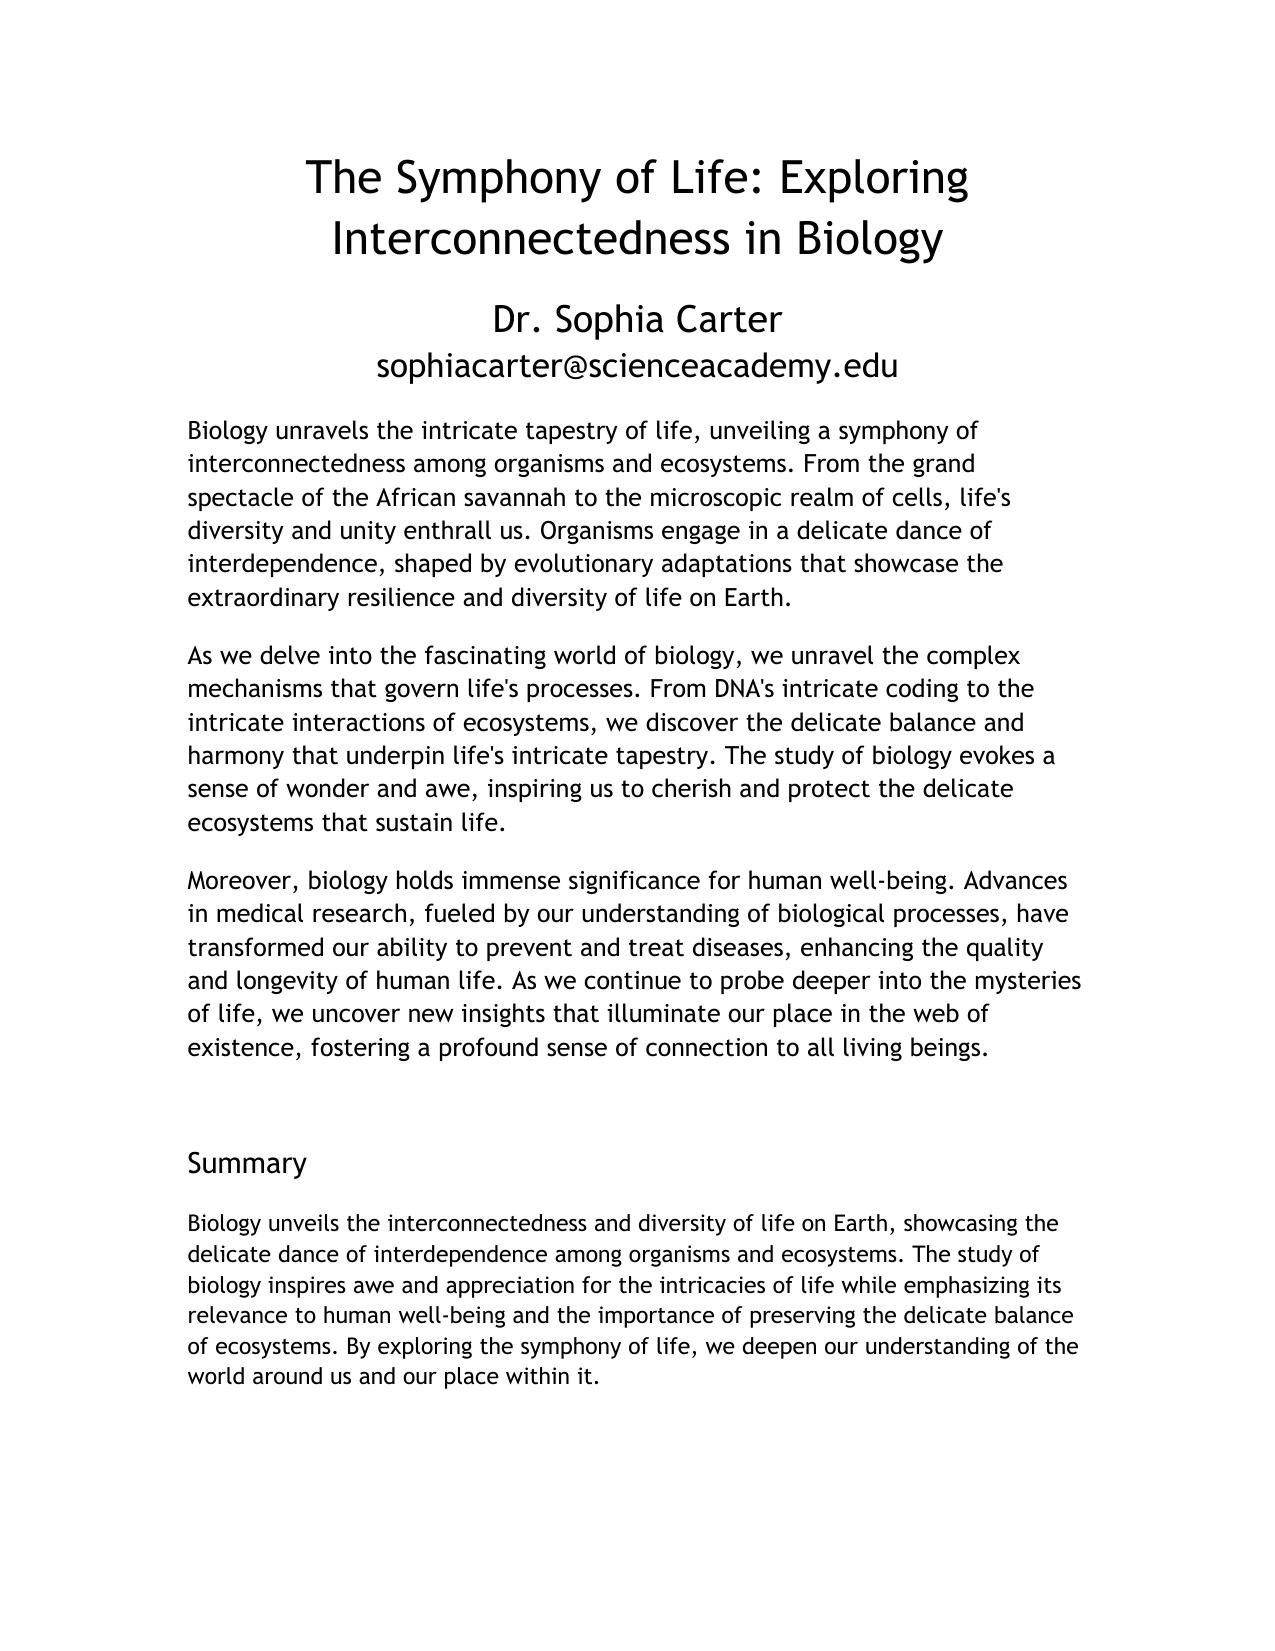 The Symphony of Life: Exploring
Interconnectedness in Biology
Dr. Sophia Carter
sophiacarter@scienceacademy.edu
Biology unravels the intricate tapestry of life, unveiling a symphony of
interconnectedness among organisms and ecosystems. From the grand
spectacle of the African savannah to the microscopic realm of cells, life's
diversity and unity enthrall us. Organisms engage in a delicate dance of
interdependence, shaped by evolutionary adaptations that showcase the
extraordinary resilience and diversity of life on Earth.
As we delve into the fascinating world of biology, we unravel the complex
mechanisms that govern life's processes. From DNA's intricate coding to the
intricate interactions of ecosystems, we discover the delicate balance and
harmony that underpin life's intricate tapestry. The study of biology evokes a
sense of wonder and awe, inspiring us to cherish and protect the delicate
ecosystems that sustain life.
Moreover, biology holds immense significance for human well-being. Advances
in medical research, fueled by our understanding of biological processes, have
transformed our ability to prevent and treat diseases, enhancing the quality
and longevity of human life. As we continue to probe deeper into the mysteries
of life, we uncover new insights that illuminate our place in the web of
existence, fostering a profound sense of connection to all living beings.
Summary
Biology unveils the interconnectedness and diversity of life on Earth, showcasing the
delicate dance of interdependence among organisms and ecosystems. The study of
biology inspires awe and appreciation for the intricacies of life while emphasizing its
relevance to human well-being and the importance of preserving the delicate balance
of ecosystems. By exploring the symphony of life, we deepen our understanding of the
world around us and our place within it.